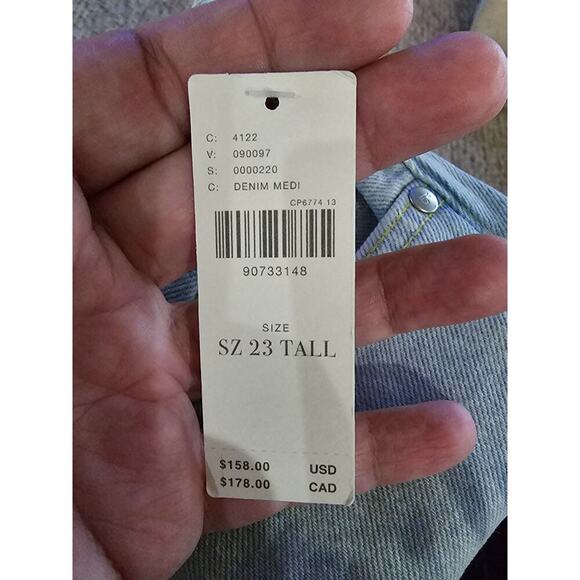 C: 4122
V: 090097
S: 0000220
C: DENIM MEDI
CP6774 13
90733148
SIZE
SZ 23 TALL
$158.00 USD
$178.00 CAD